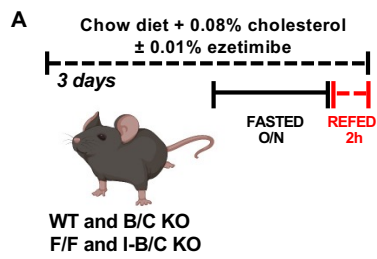 A
Chow diet + 0.08% cholesterol
± 0.01% ezetimibe
3 days
FASTED
O/N
REFED
2h
WT and B/C KO
F/F and I-B/C KO